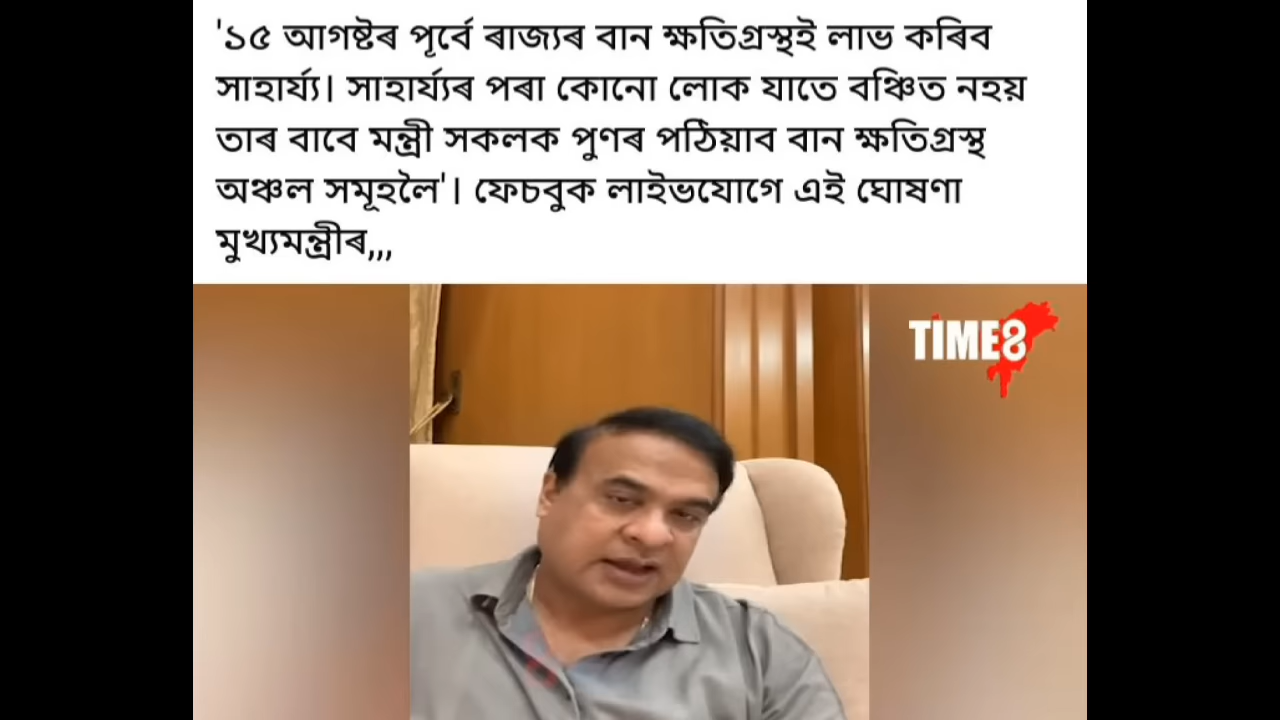 '১৫ আগষ্টৰ পূৰ্বে ৰাজ্যৰ বান ক্ষতিগ্ৰস্থই লাভ কৰিব
সাহাৰ্য্য। সাহাৰ্য্যৰ পৰা কোনো লোক যাতে বঞ্চিত নহয়
তাৰ বাবে মন্ত্ৰী সকলক পুণৰ পঠিয়াব বান ক্ষতিগ্ৰস্থ
অঞ্চল সমূহলৈ'। ফেচবুক লাইভযোগে এই ঘোষণা
মুখ্যমন্ত্ৰীৰ,,,
TIME8